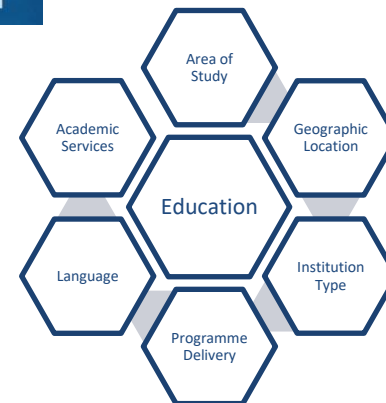 Area of
Study
Academic
Services
Geographic
Location
Education
Language
Institution
Type
Programme
Delivery